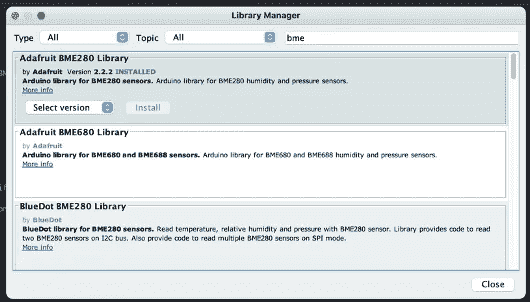 Library Manager
Type All Topic All bme
Adafruit BME280 Library
by Adafruit Version 2.2.2 INSTALLED
Arduino library for BME280 sensors. Arduino library for BME280 humidity and pressure sensors.
More info
Select version Install
Adafruit BME680 Library
by Adafruit
Arduino library for BME680 and BME688 sensors. Arduino library for BME680 and BME688 humidity and pressure sensors.
More info
BlueDot BME280 Library
by BlueDot
BlueDot library for BME280 sensors. Read temperature, relative humidity and pressure with BME280 sensor. Library provides code to read
two BME280 sensors on I2C bus. Also provide code to read multiple BME280 sensors on SPI mode.
More info
Close